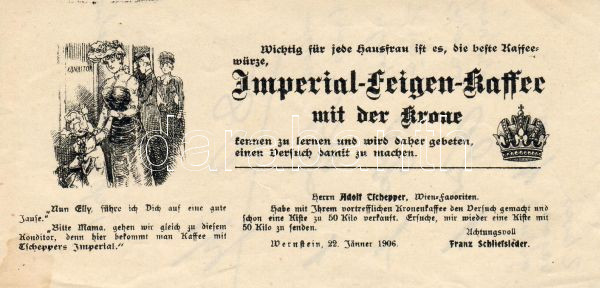 KONDITOR
Wichtig für jede Hausfrau ist es, die beste Kaffee-
würze,
Imperial-Feigen-Kaffee
mit der Krone
kennen zu lernen und wird daher gebeten,
einen Versuch damit zu machen.
darabanth
„Nun Elly, führe ich Dich auf eine gute
Jause."
„Bitte Mama, gehen wir gleich zu diesem
Konditor, denn hier bekommt man Kaffee mit
Tscheppers Imperial."
Herrn Adolf Tschepper, Wien-Favoriten.
Habe mit Ihrem vortrefflichen Kronenkaffee den Versuch gemacht und
schon eine Kiste zu 50 Kilo verkauft. Ersuche, mir wieder eine Kiste mit
50 Kilo zu senden.
Achtungsvoll
Wernstein, 22. Jänner 1906.
Franz Schliefsleder.